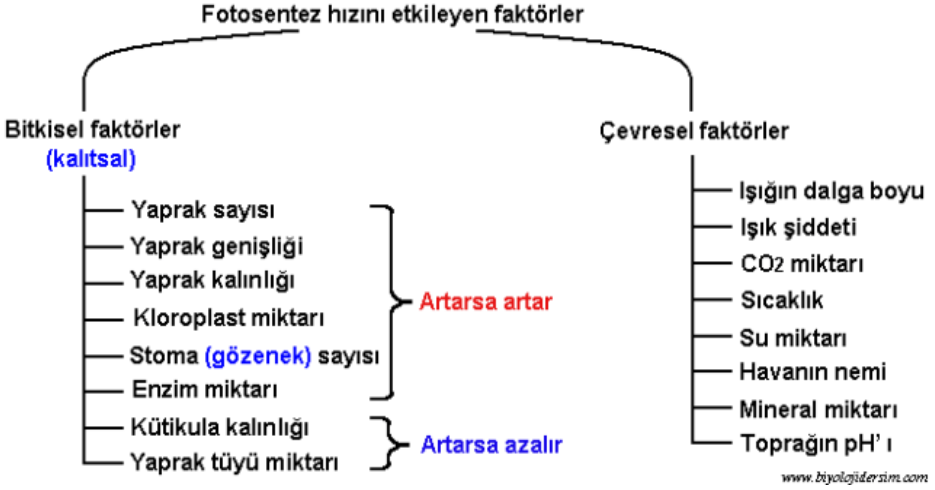 Fotosentez hızını etkileyen faktörler
Bitkisel faktörler
(kalıtsal)
Yaprak sayısı
Yaprak genişliği
Yaprak kalınlığı
Kloroplast miktarı
Stoma (gözenek) sayısı
Enzim miktarı
Artarsa artar
Kütikula kalınlığı
Yaprak tüyü miktarı
Artarsa azalır
Çevresel faktörler
Işığın dalga boyu
Işık şiddeti
CO2 miktarı
Sıcaklık
Su miktarı
Havanın nemi
Mineral miktarı
Toprağın pH' ı
www.biyolojidersim.com